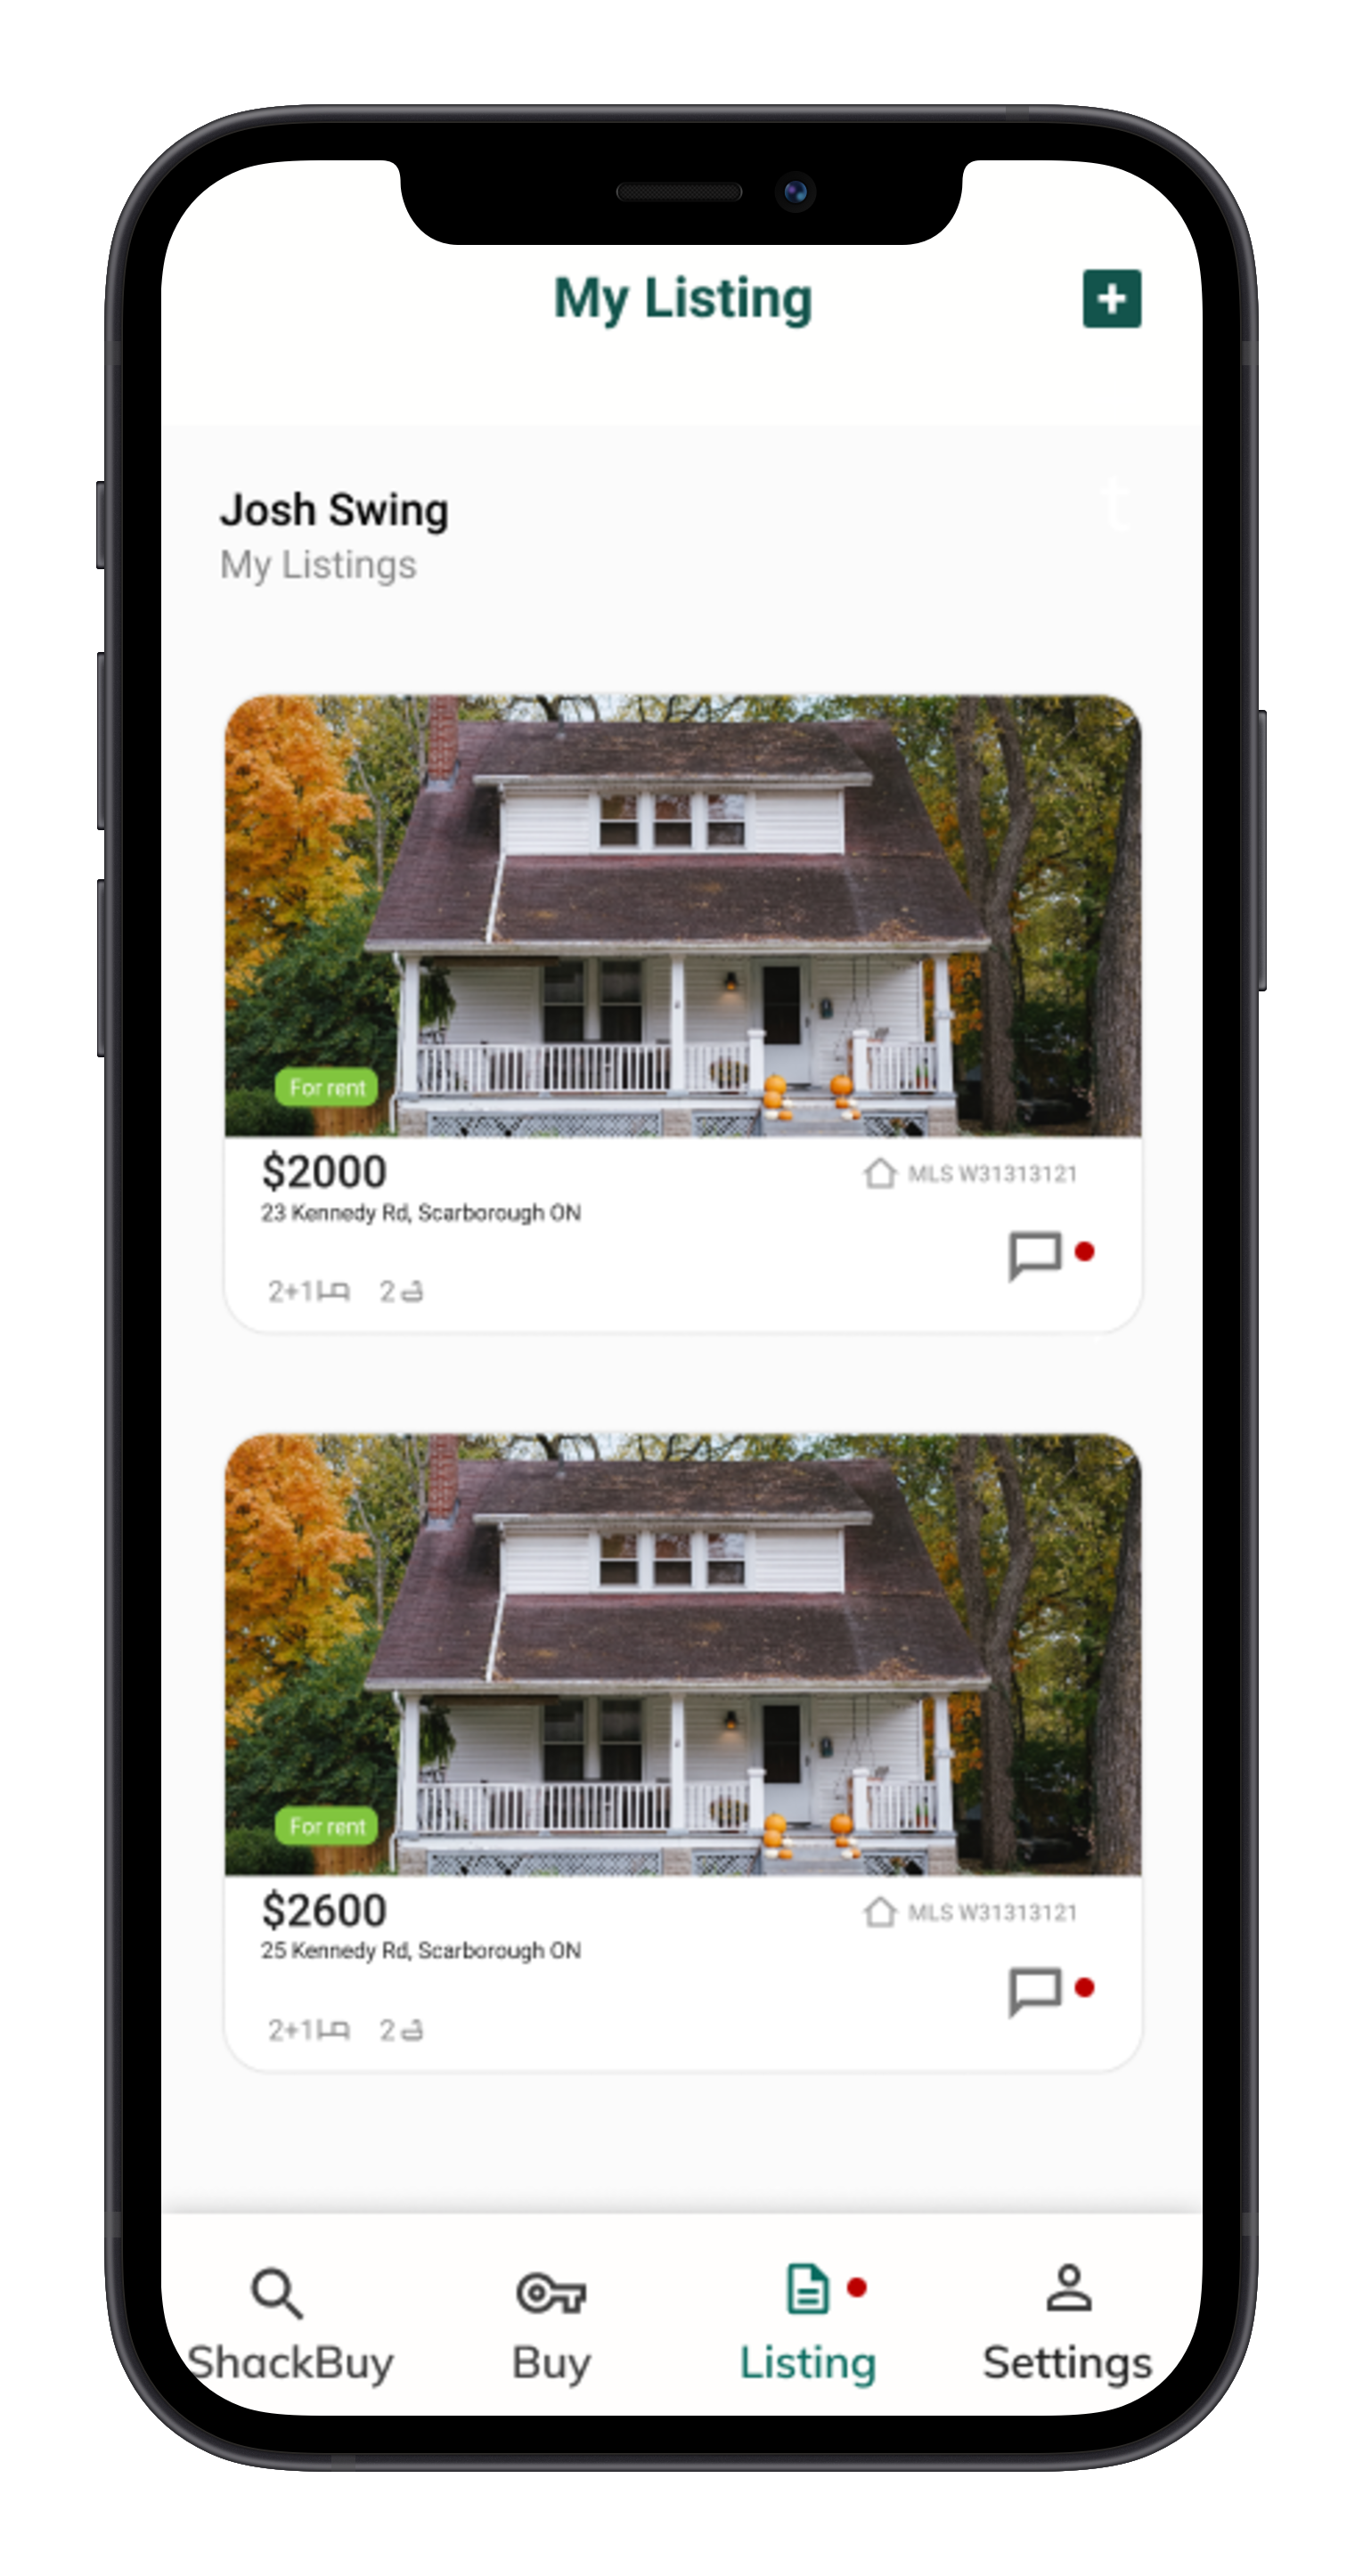 My Listing
Josh Swing
t
My Listings
For rent
$2000
MLS W31313121
23 Kennedy Rd, Scarborough ON
2+1 2
For rent
$2600
MLS W31313121
25 Kennedy Rd, Scarborough ON
2+1 2
ShackBuy Buy Listing Settings